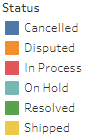 Status
Cancelled
Disputed
In Process
On Hold
Resolved
Shipped